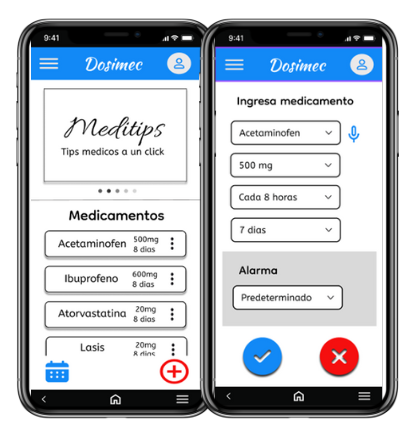 9:41
Dosimec
Meditips
Tips medicos a un click
Medicamentos
Acetaminofen 500mg
8 dias
Ibuprofeno 600mg
8 dias
Atorvastatina 20mg
8 dias
Lasis 20mg
8 dias
9:41
Dosimec
Ingresa medicamento
Acetaminofen
500 mg
Cada 8 horas
7 dias
Alarma
Predeterminado